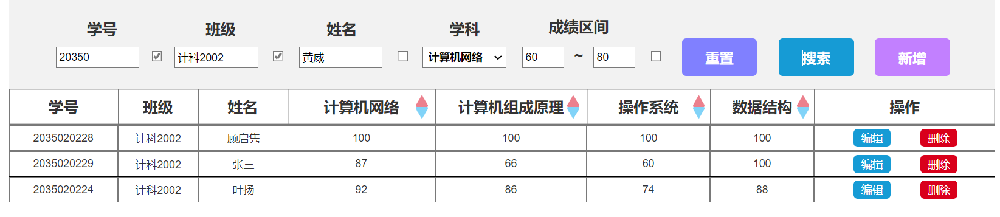 学号 班级 姓名 学科 成绩区间
20350 计科2002 黄威 计算机网络 60 ~ 80 重置 搜索 新增
学号 班级 姓名 计算机网络 计算机组成原理 操作系统 数据结构 操作
2035020228 计科2002 顾启隽 100 100 100 100 编辑 删除
2035020229 计科2002 张三 87 66 60 100 编辑 删除
2035020224 计科2002 叶扬 92 86 74 88 编辑 删除